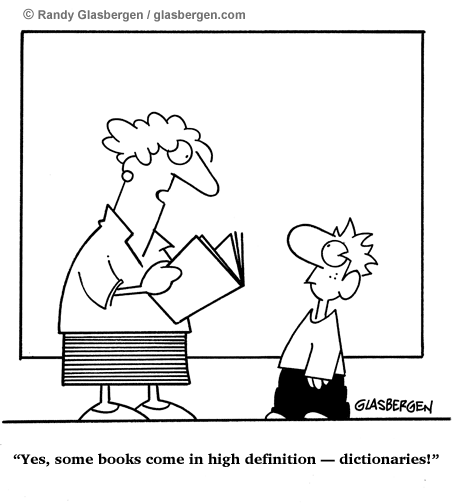 © Randy Glasbergen / glasbergen.com
GLASBERGEN
“Yes, some books come in high definition — dictionaries!”